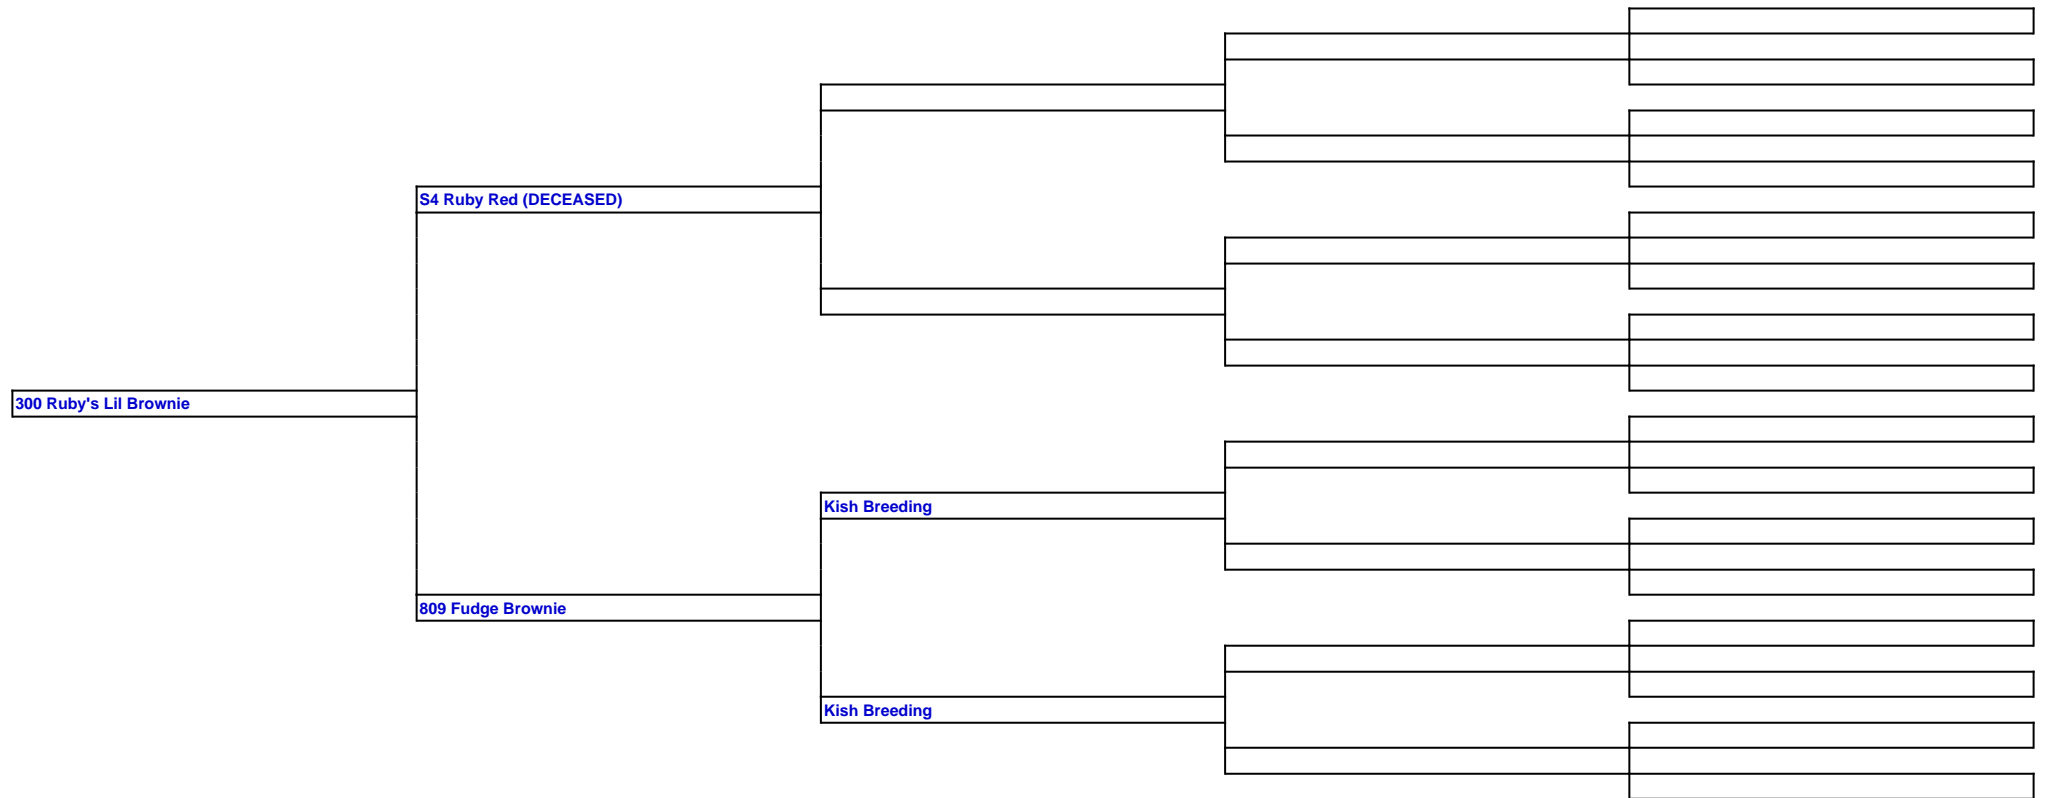 S4 Ruby Red (DECEASED)
300 Ruby's Lil Brownie
Kish Breeding
809 Fudge Brownie
Kish Breeding